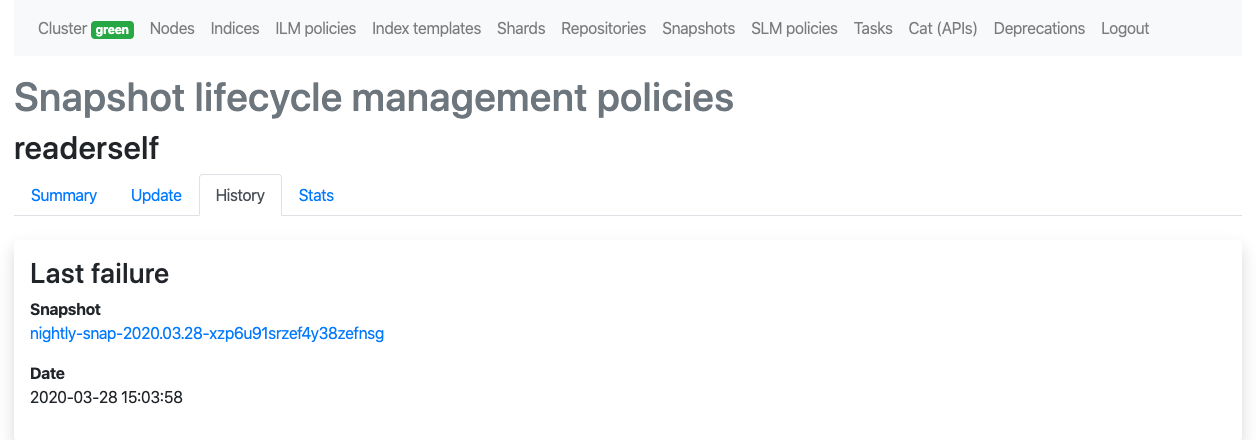 Cluster green Nodes Indices ILM policies Index templates Shards Repositories Snapshots SLM policies Tasks Cat (APIs) Deprecations Logout
Snapshot lifecycle management policies
readerself
Summary Update History Stats
Last failure
Snapshot
nightly-snap-2020.03.28-xzp6u91srzef4y38zefnsg
Date
2020-03-28 15:03:58